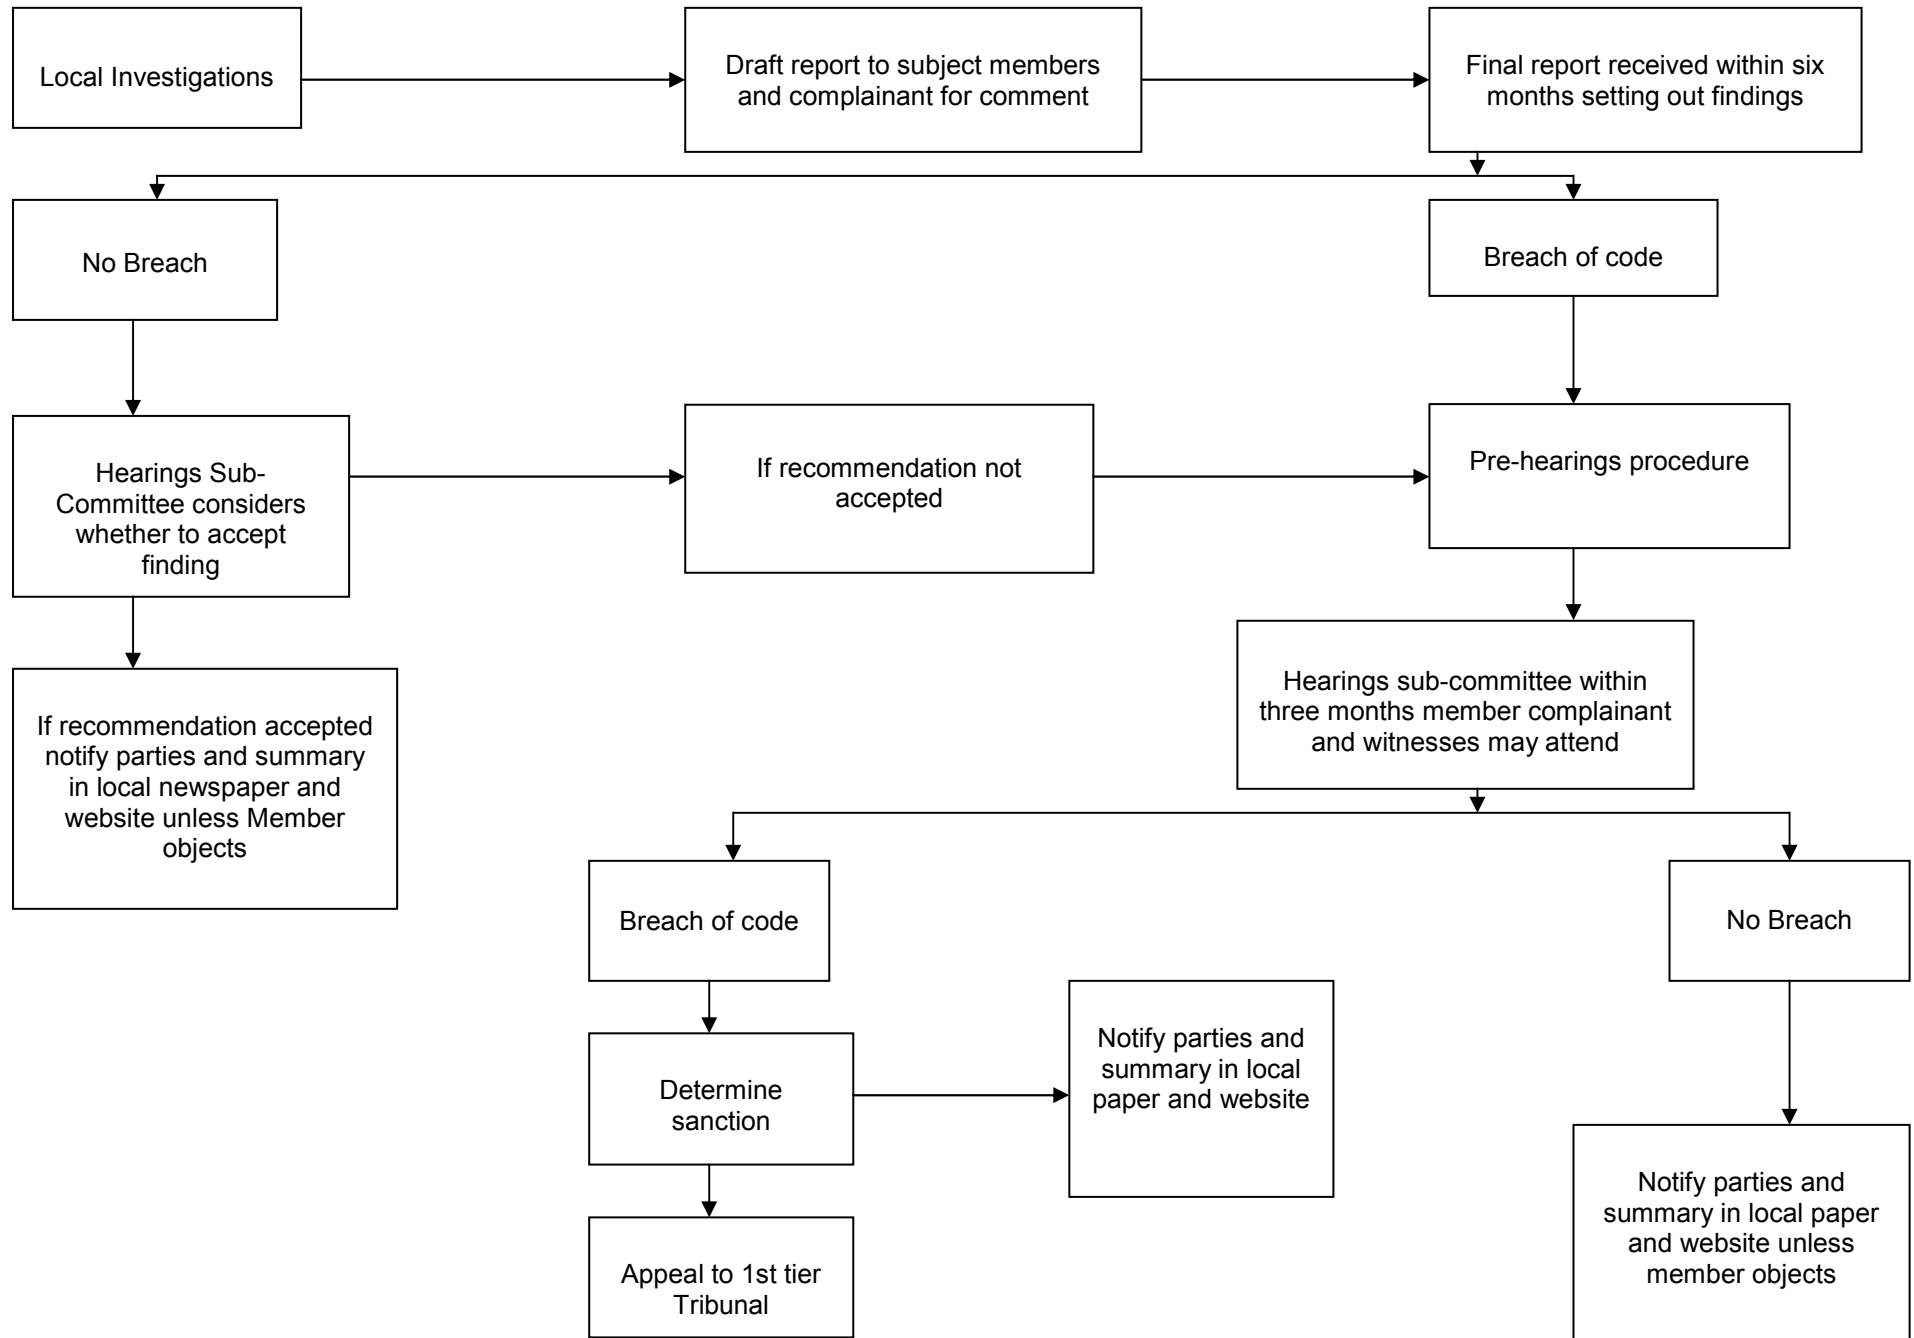 Local Investigations
Draft report to subject members
and complainant for comment
Final report received within six
months setting out findings
No Breach
Breach of code
Hearings Sub-
Committee considers
whether to accept
finding
If recommendation not
accepted
Pre-hearings procedure
If recommendation accepted
notify parties and summary
in local newspaper and
website unless Member
objects
Hearings sub-committee within
three months member complainant
and witnesses may attend
Breach of code
No Breach
Determine
sanction
Notify parties and
summary in local
paper and website
Appeal to 1st tier
Tribunal
Notify parties and
summary in local paper
and website unless
member objects